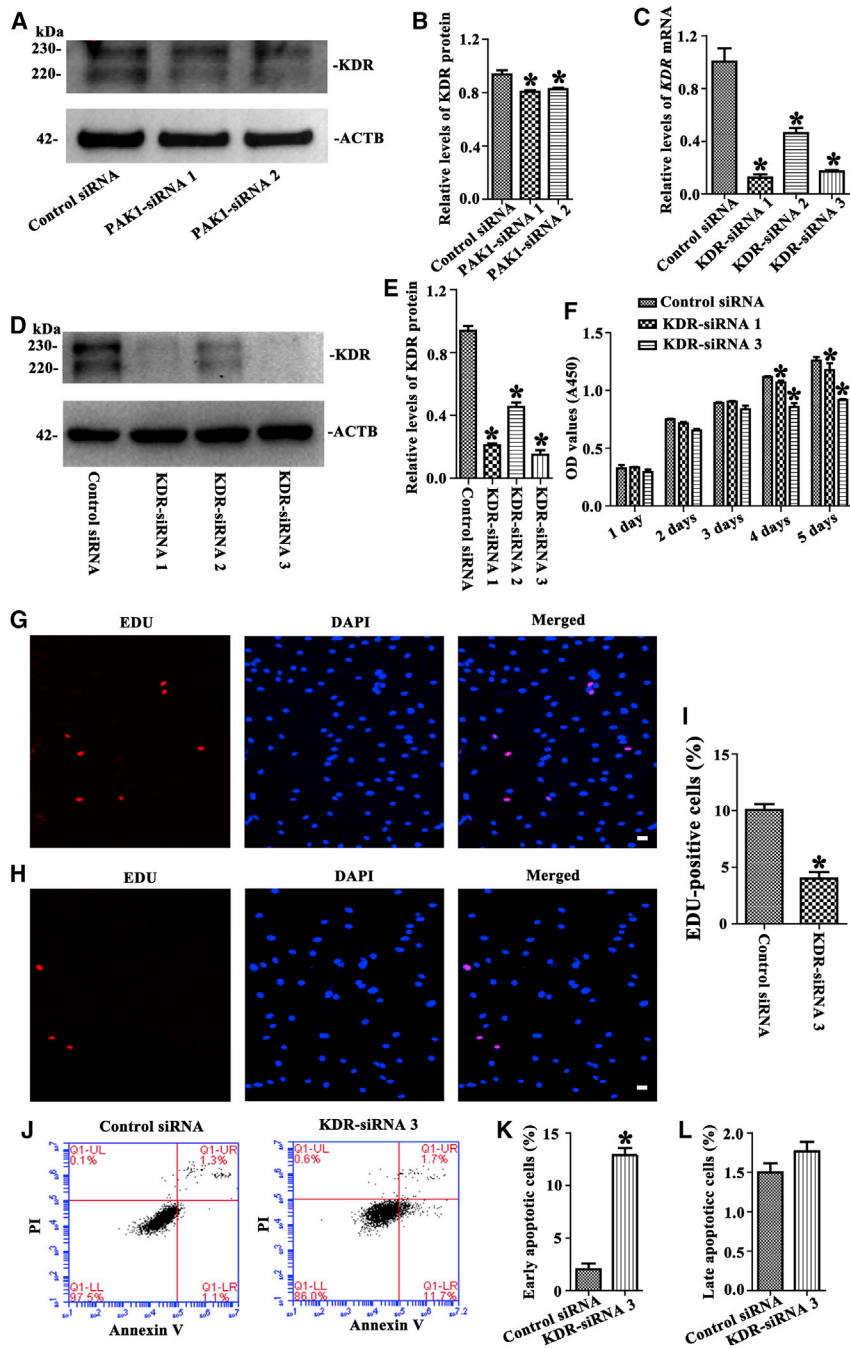 A
kDa
230-
220-
-KDR
42-
-ACTB
Control siRNA
PAK1-siRNA 1
PAK1-siRNA 2
B
Relative levels of KDR protein
1.2
0.8
0.4
0.0
*
*
Control siRNA
PAK1-siRNA 1
PAK1-siRNA 2
C
Relative levels of KDR mRNA
1.2
0.8
0.4
0.0
*
*
*
Control siRNA
KDR-siRNA 1
KDR-siRNA 2
KDR-siRNA 3
D
kDa
230-
220-
-KDR
42-
-ACTB
Control siRNA
KDR-siRNA 1
KDR-siRNA 2
KDR-siRNA 3
E
Relative levels of KDR protein
1.2
0.8
0.4
0.0
*
*
*
Control siRNA
KDR-siRNA 1
KDR-siRNA 2
KDR-siRNA 3
F
Control siRNA
KDR-siRNA 1
KDR-siRNA 3
OD values (A450)
1.5
1.0
0.5
0.0
*
*
*
*
1 day
2 days
3 days
4 days
5 days
G
EDU
DAPI
Merged
H
EDU
DAPI
Merged
I
EDU-positive cells (%)
15
10
5
0
*
Control siRNA
KDR-siRNA 3
J
Control siRNA
Q1-UL
0.1%
Q1-UR
1.3%
Q1-LL
97.5%
Q1-LR
1.1%
PI
Annexin V
KDR-siRNA 3
Q1-UL
0.6%
Q1-UR
1.7%
Q1-LL
86.0%
Q1-LR
11.7%
PI
Annexin V
K
Early apoptotic cells (%)
15
10
5
0
*
Control siRNA
KDR-siRNA 3
L
Late apoptoticc cells (%)
2.0
1.5
1.0
0.5
0.0
Control siRNA
KDR-siRNA 3